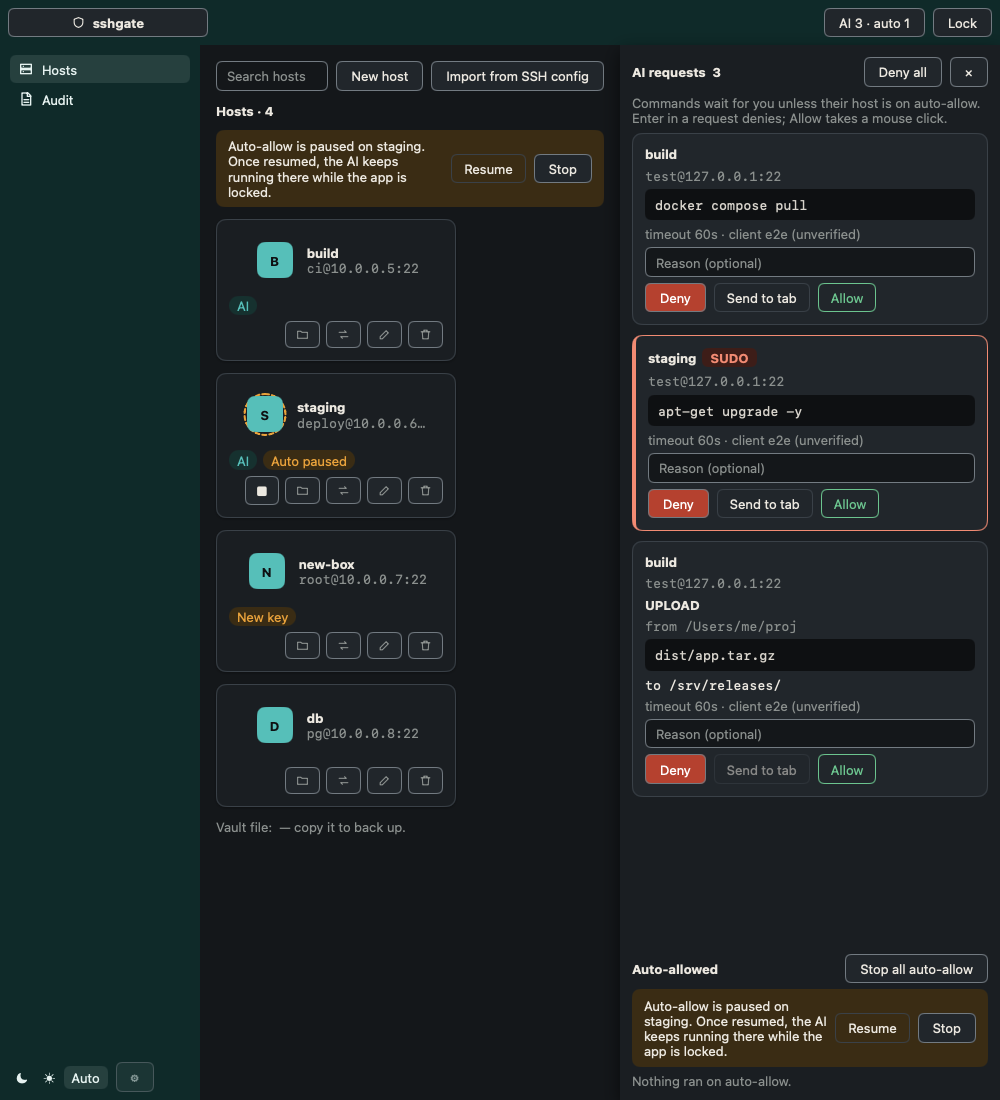 sshgate
AI 3 · auto 1
Lock
Hosts
Audit
Search hosts
New host
Import from SSH config
Hosts · 4
Auto-allow is paused on staging.
Once resumed, the AI keeps
running there while the app is
locked.
Resume
Stop
B
build
ci@10.0.0.5:22
AI
S
staging
deploy@10.0.0.6…
AI
Auto paused
N
new-box
root@10.0.0.7:22
New key
D
db
pg@10.0.0.8:22
Vault file:  — copy it to back up.
Auto
AI requests 3
Deny all
×
Commands wait for you unless their host is on auto-allow.
Enter in a request denies; Allow takes a mouse click.
build
test@127.0.0.1:22
docker compose pull
timeout 60s · client e2e (unverified)
Reason (optional)
Deny
Send to tab
Allow
staging SUDO
test@127.0.0.1:22
apt-get upgrade -y
timeout 60s · client e2e (unverified)
Reason (optional)
Deny
Send to tab
Allow
build
test@127.0.0.1:22
UPLOAD
from /Users/me/proj
dist/app.tar.gz
to /srv/releases/
timeout 60s · client e2e (unverified)
Reason (optional)
Deny
Send to tab
Allow
Auto-allowed
Stop all auto-allow
Auto-allow is paused on
staging. Once resumed, the AI
keeps running there while the
app is locked.
Resume
Stop
Nothing ran on auto-allow.